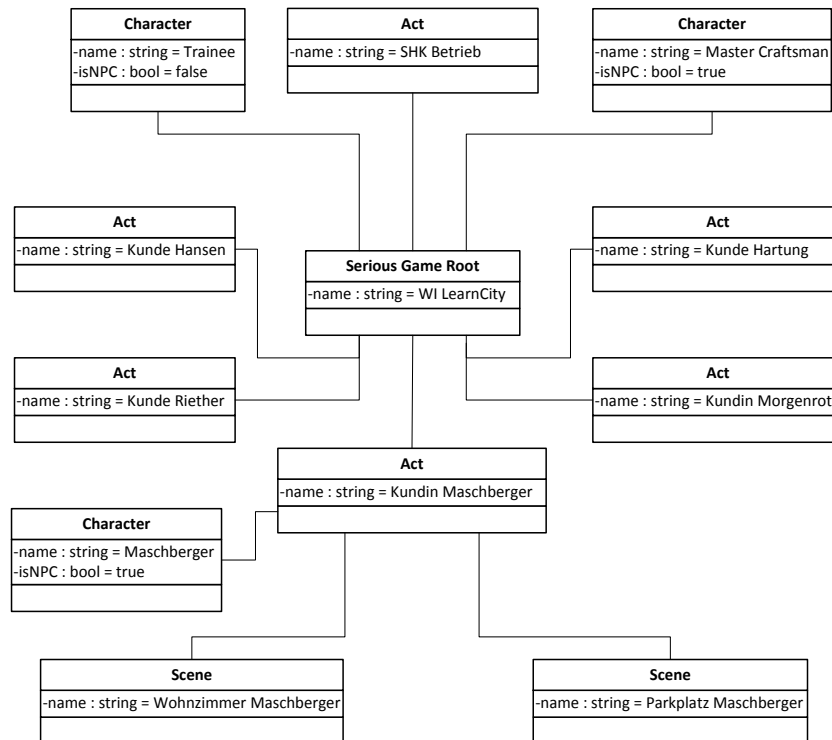 Character
-name : string = Trainee
-isNPC : bool = false
Act
-name : string = SHK Betrieb
Character
-name : string = Master Craftsman
-isNPC : bool = true
Act
-name : string = Kunde Hansen
Serious Game Root
-name : string = WI LearnCity
Act
-name : string = Kunde Hartung
Act
-name : string = Kunde Riether
Act
-name : string = Kundin Morgenrot
Act
-name : string = Kundin Maschberger
Character
-name : string = Maschberger
-isNPC : bool = true
Scene
-name : string = Wohnzimmer Maschberger
Scene
-name : string = Parkplatz Maschberger